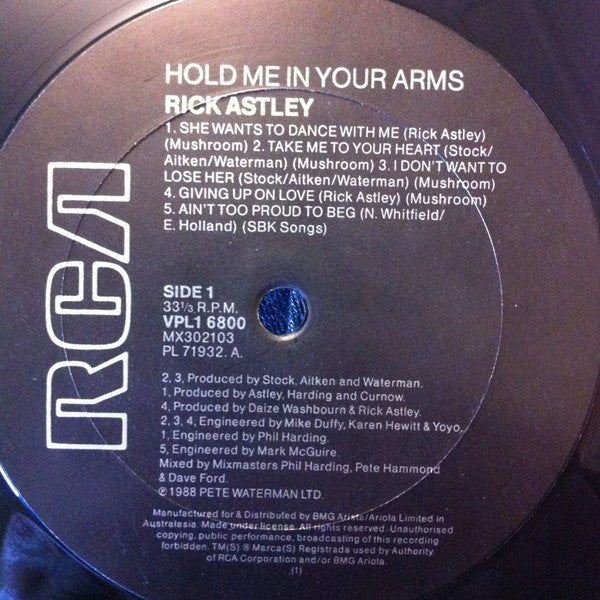 HOLD ME IN YOUR ARMS
RICK ASTLEY
1. SHE WANTS TO DANCE WITH ME (Rick Astley)
(Mushroom) 2. TAKE ME TO YOUR HEART (Stock/
Aitken/Waterman) (Mushroom) 3. I DON'T WANT TO
LOSE HER (Stock/Aitken/Waterman) (Mushroom)
4. GIVING UP ON LOVE (Rick Astley) (Mushroom)
5. AIN'T TOO PROUD TO BEG (N. Whitfield/
E. Holland) (SBK Songs)
RCA
SIDE 1
33⅓ R.P.M.
VPL1 6800
MX302103
PL 71932. A.
2, 3, Produced by Stock, Aitken and Waterman.
1, Produced by Astley, Harding and Curnow.
4, Produced by Daize Washbourn & Rick Astley.
2, 3, 4, Engineered by Mike Duffy, Karen Hewitt & Yoyo,
1, Engineered by Phil Harding.
5, Engineered by Mark McGuire.
Mixed by Mixmasters Phil Harding, Pete Hammond
& Dave Ford.
℗ 1988 PETE WATERMAN LTD.
Manufactured for & Distributed by BMG Arista/Ariola Limited in
Australasia. Made under license. All rights reserved. Unauthorised
copying, public performance, broadcasting of this recording
forbidden. TM(S) ® Marca(S) Registrada used by Authority
of RCA Corporation and/or BMG Ariola.
(1)